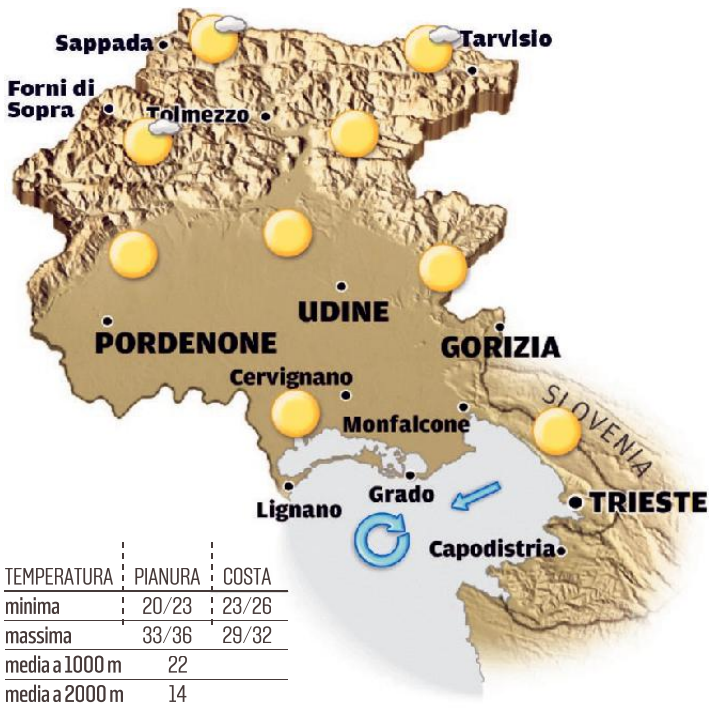 Sappada
Tarvisio
Forni di
Sopra
Tolmezzo
UDINE
PORDENONE
GORIZIA
Cervignano
SLOVENIA
Monfalcone
Grado
Lignano
TRIESTE
Capodistria
TEMPERATURA PIANURA COSTA
minima 20/23 23/26
massima 33/36 29/32
media a 1000 m 22
media a 2000 m 14